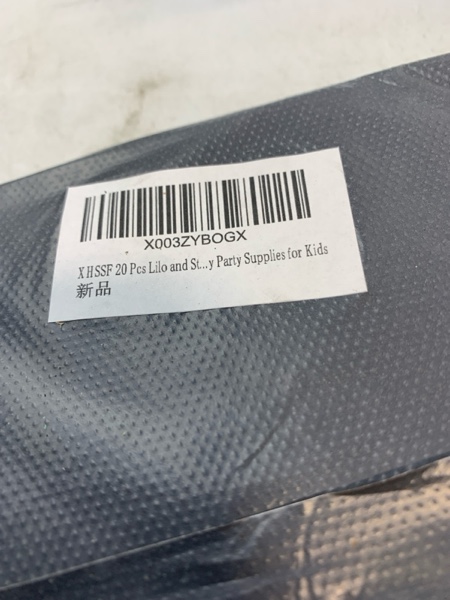 X003ZYBOGX
XHSSF 20 Pcs Lilo and St...y Party Supplies for Kids
新品